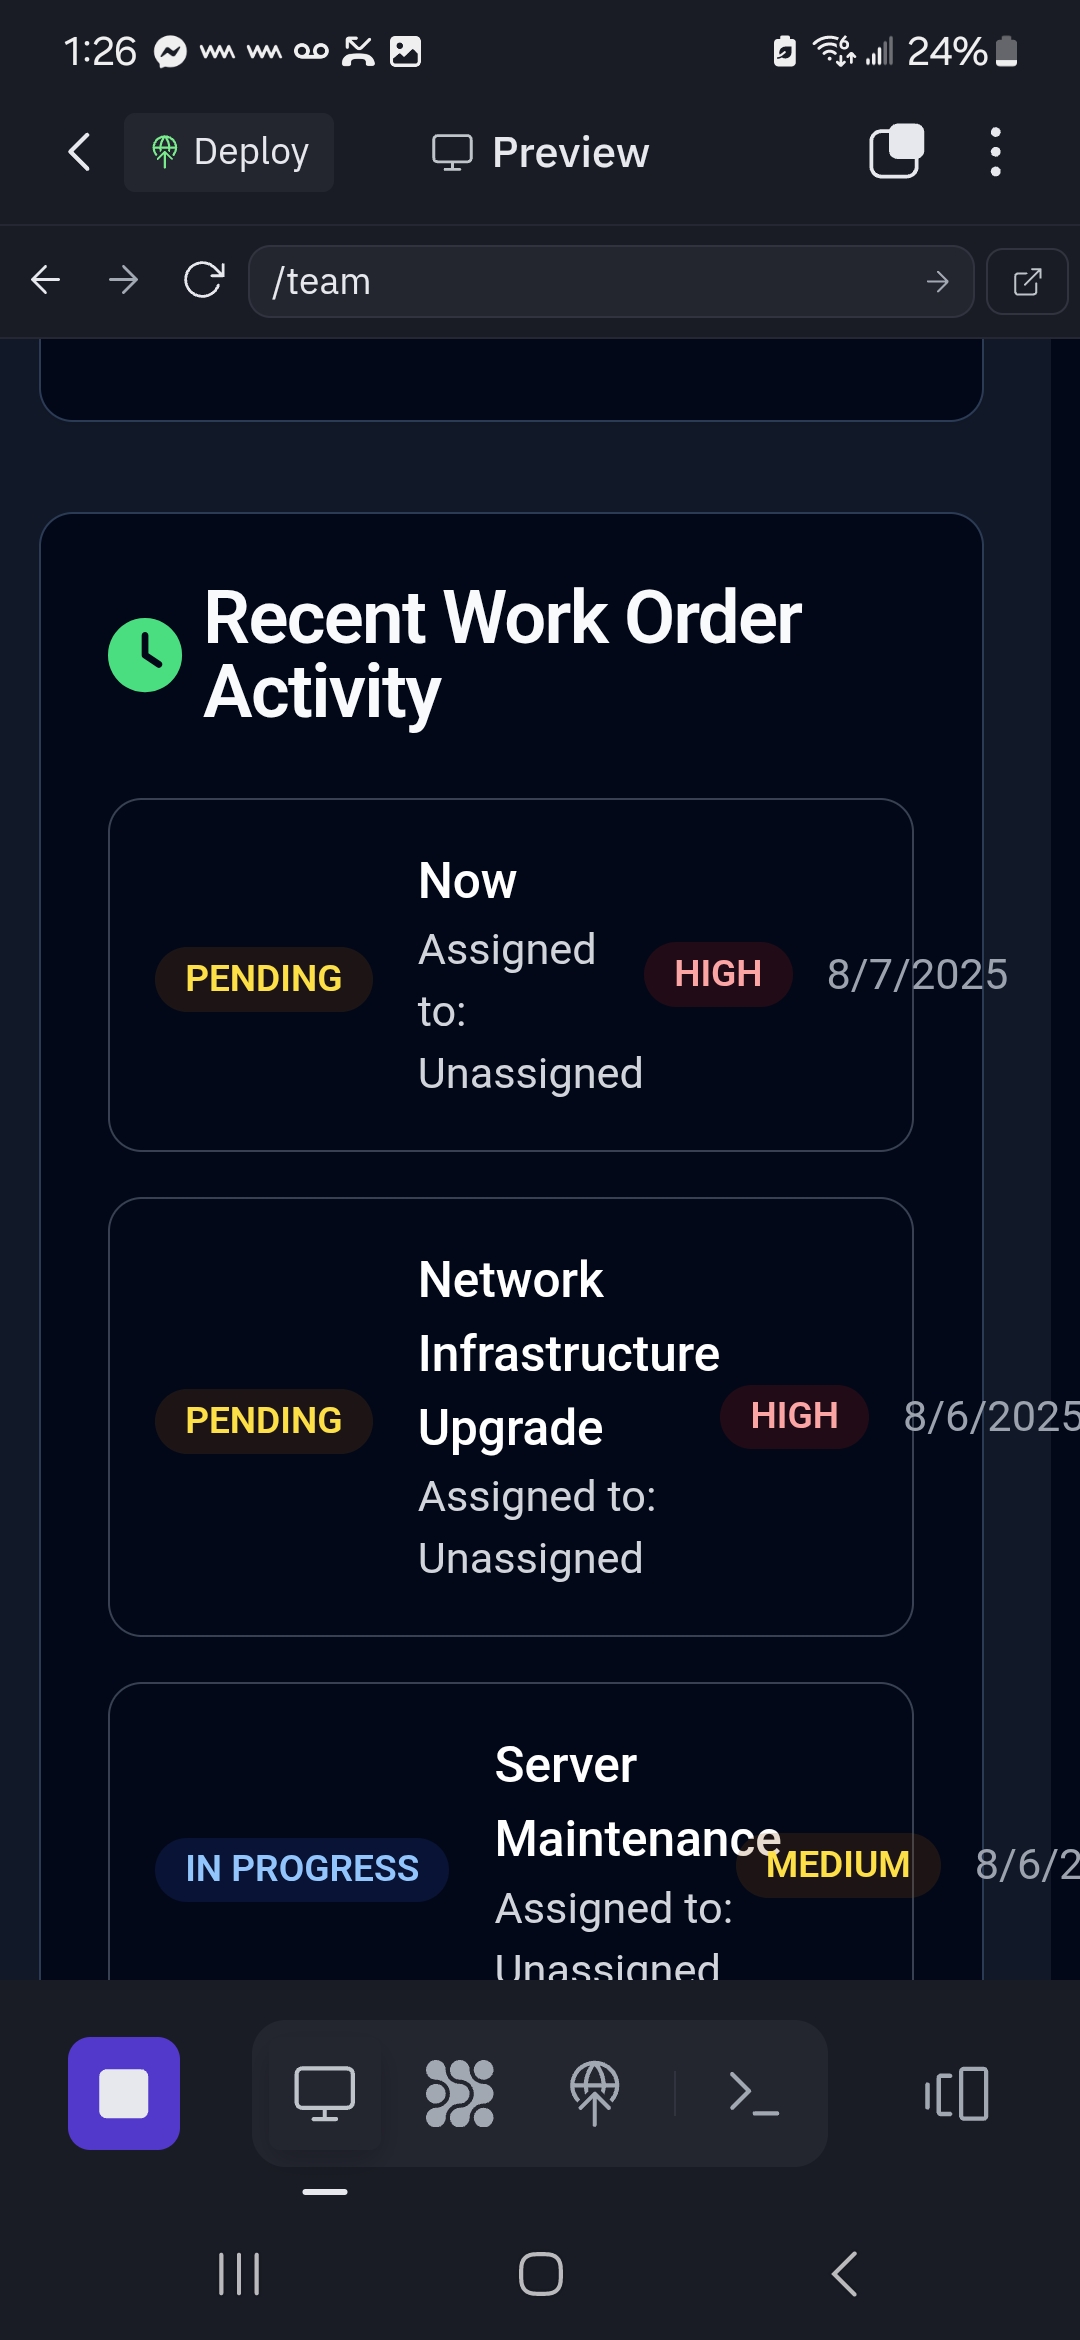 1:26
24%
Deploy
Preview
/team
Recent Work Order
Activity
Now
PENDING
Assigned
to:
Unassigned
HIGH
8/7/2025
Network
Infrastructure
Upgrade
PENDING
Assigned to:
Unassigned
HIGH
8/6/2025
Server
Maintenance
IN PROGRESS
Assigned to:
Unassigned
MEDIUM
8/6/2